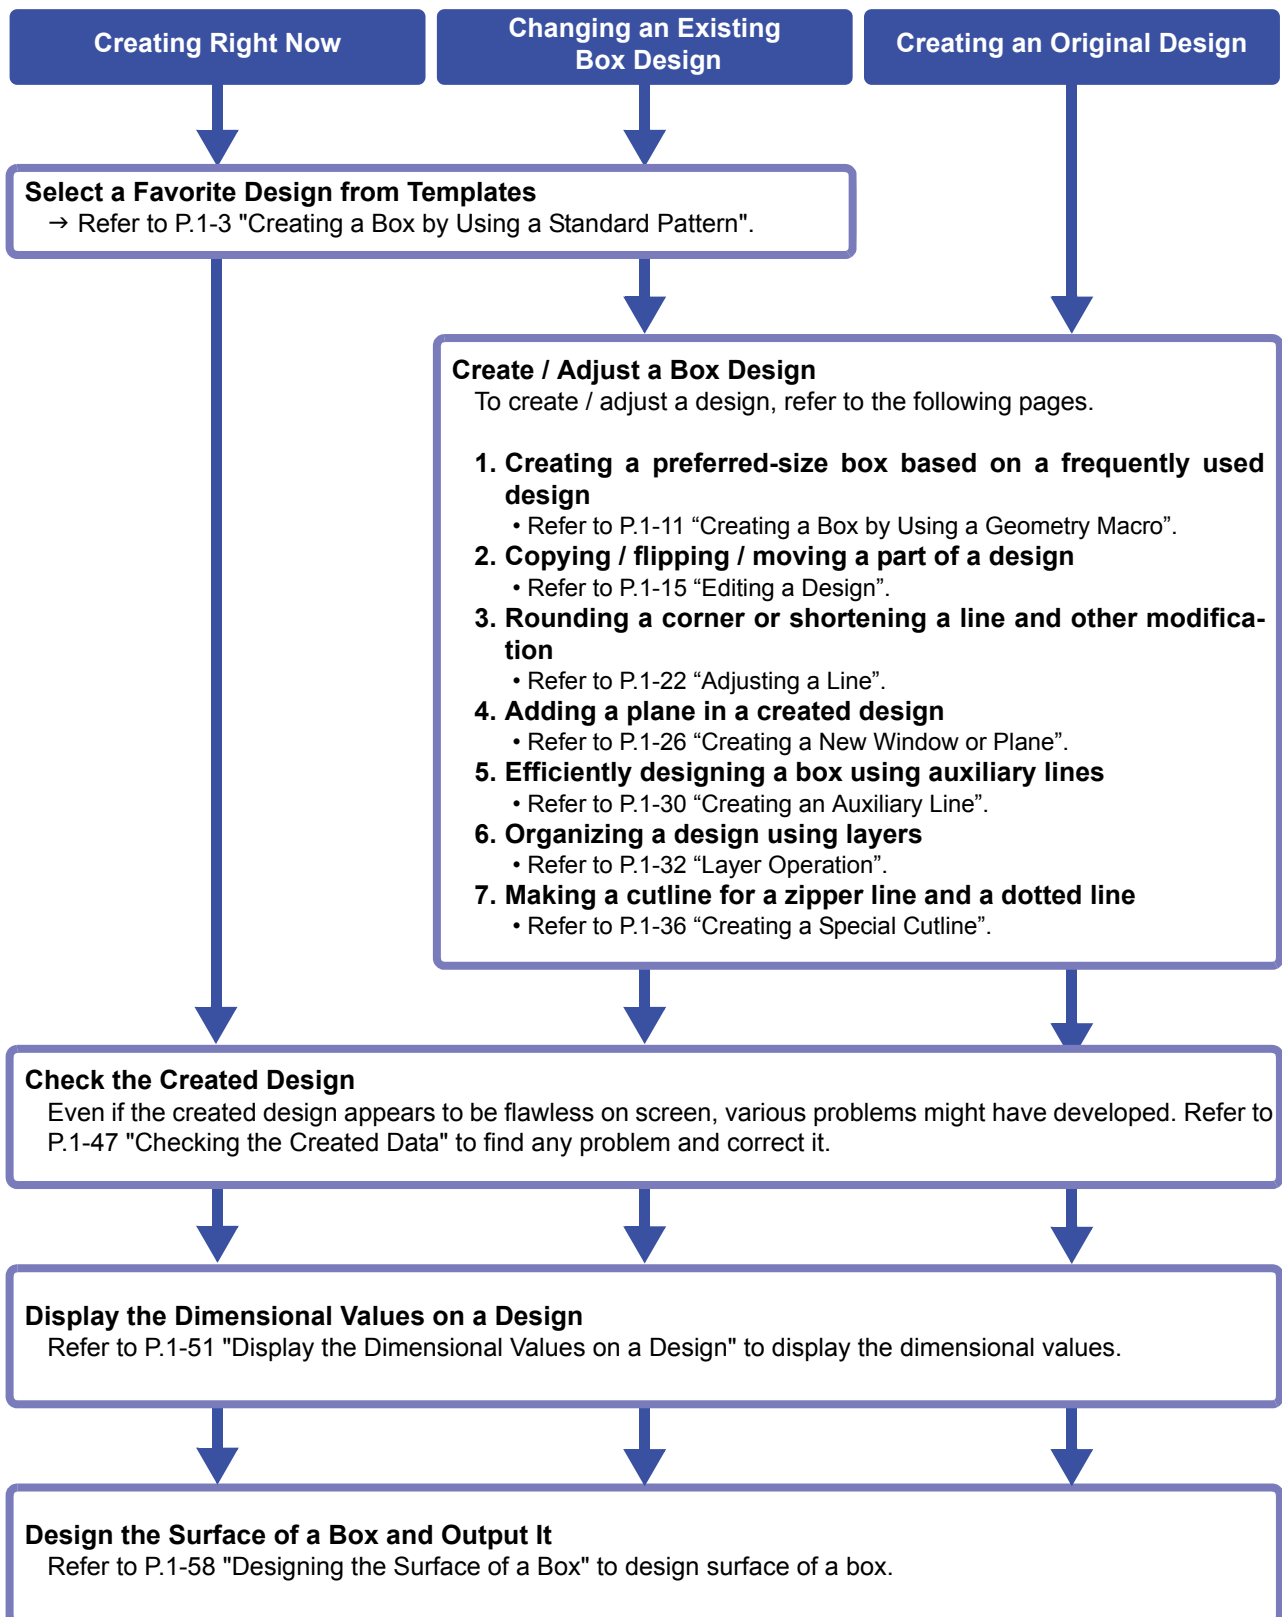 Creating Right Now
Changing an Existing
Box Design
Creating an Original Design
Select a Favorite Design from Templates
→ Refer to P.1-3 "Creating a Box by Using a Standard Pattern".
Create / Adjust a Box Design
To create / adjust a design, refer to the following pages.
1. Creating a preferred-size box based on a frequently used
design
• Refer to P.1-11 “Creating a Box by Using a Geometry Macro”.
2. Copying / flipping / moving a part of a design
• Refer to P.1-15 “Editing a Design”.
3. Rounding a corner or shortening a line and other modifica-
tion
• Refer to P.1-22 “Adjusting a Line”.
4. Adding a plane in a created design
• Refer to P.1-26 “Creating a New Window or Plane”.
5. Efficiently designing a box using auxiliary lines
• Refer to P.1-30 “Creating an Auxiliary Line”.
6. Organizing a design using layers
• Refer to P.1-32 “Layer Operation”.
7. Making a cutline for a zipper line and a dotted line
• Refer to P.1-36 “Creating a Special Cutline”.
Check the Created Design
Even if the created design appears to be flawless on screen, various problems might have developed. Refer to
P.1-47 "Checking the Created Data" to find any problem and correct it.
Display the Dimensional Values on a Design
Refer to P.1-51 "Display the Dimensional Values on a Design" to display the dimensional values.
Design the Surface of a Box and Output It
Refer to P.1-58 "Designing the Surface of a Box" to design surface of a box.